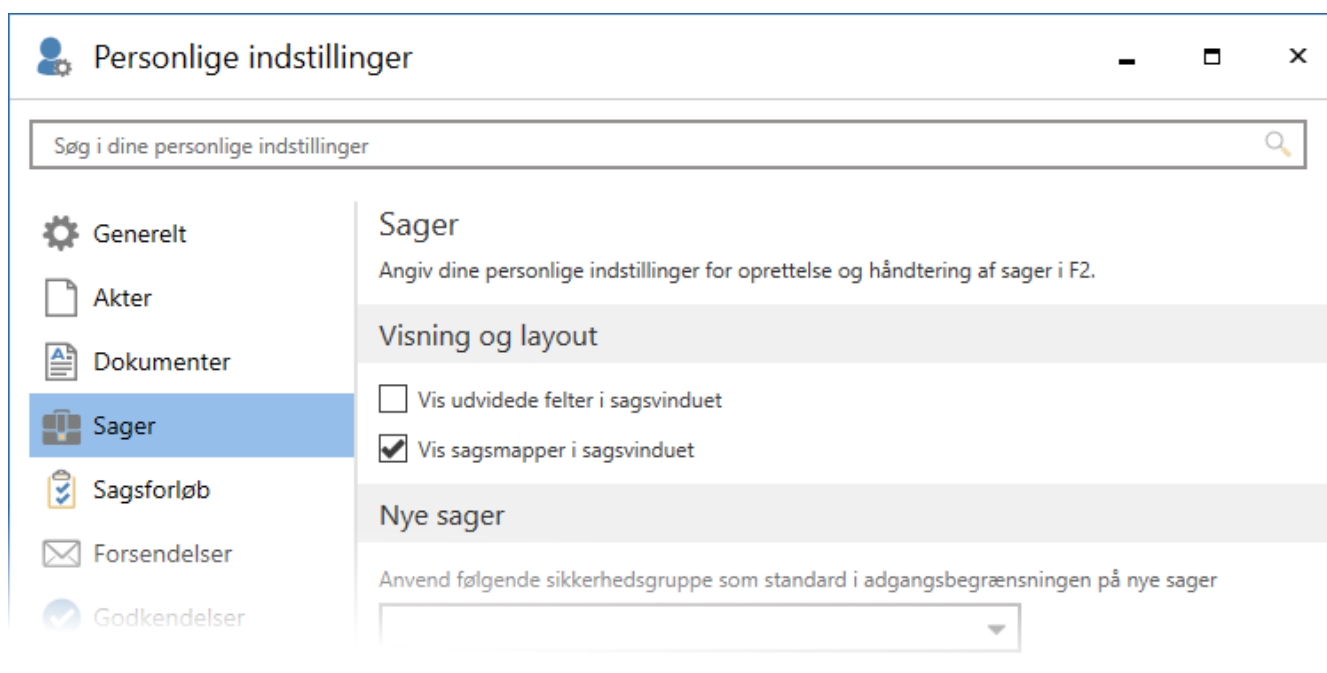 Personlige indstillinger
Søg i dine personlige indstillinger
Generelt
Akter
Dokumenter
Sager
Sagsforløb
Forsendelser
Godkendelser
Sager
Angiv dine personlige indstillinger for oprettelse og håndtering af sager i F2.
Visning og layout
Vis udvidede felter i sagsvinduet
Vis sagsmapper i sagsvinduet
Nye sager
Anvend følgende sikkerhedsgruppe som standard i adgangsbegrænsningen på nye sager